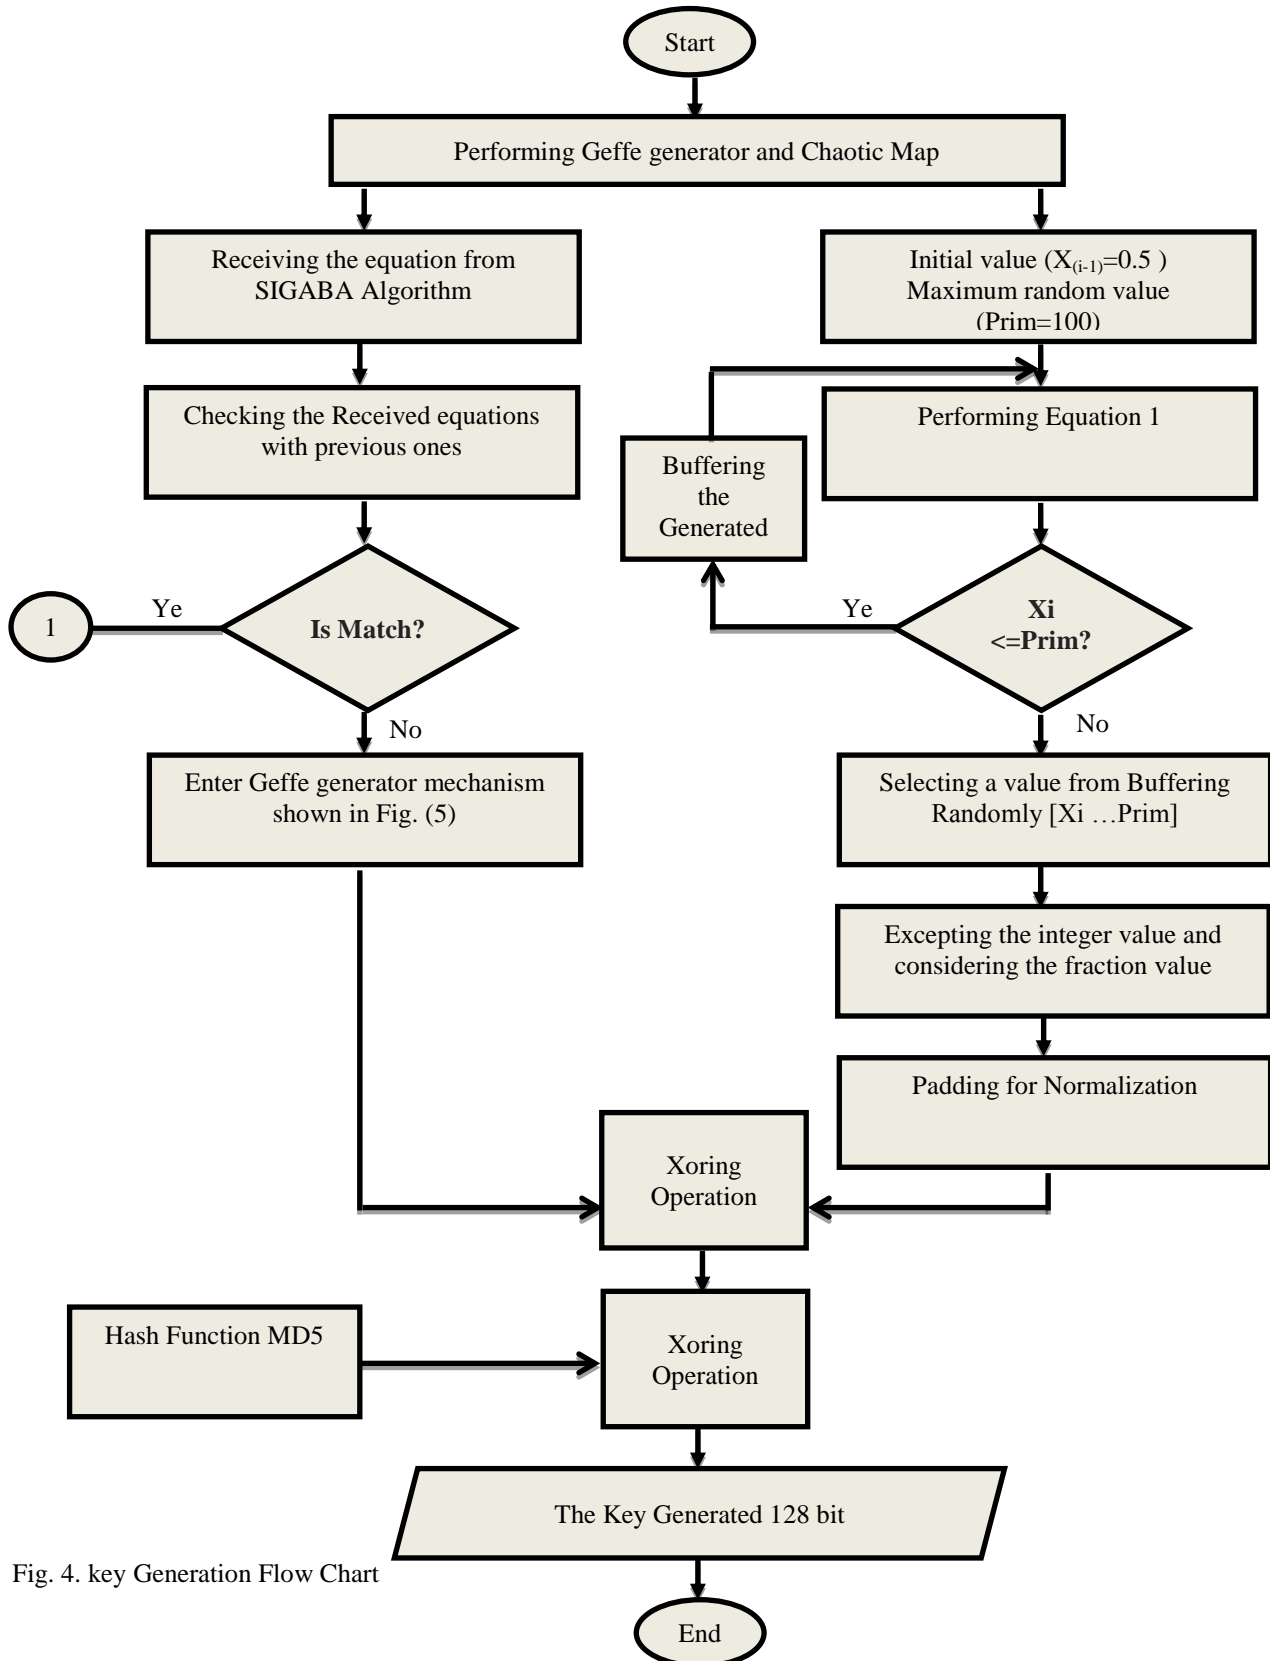 Start
Performing Geffe generator and Chaotic Map
Receiving the equation from
SIGABA Algorithm
Initial value (X(i-1)=0.5 )
Maximum random value
(Prim=100)
Checking the Received equations
with previous ones
Performing Equation 1
Buffering
the
Generated
1
Ye
Is Match?
Ye
Xi
<=Prim?
No
No
Enter Geffe generator mechanism
shown in Fig. (5)
Selecting a value from Buffering
Randomly [Xi …Prim]
Excepting the integer value and
considering the fraction value
Padding for Normalization
Xoring
Operation
Hash Function MD5
Xoring
Operation
The Key Generated 128 bit
Fig. 4. key Generation Flow Chart
End